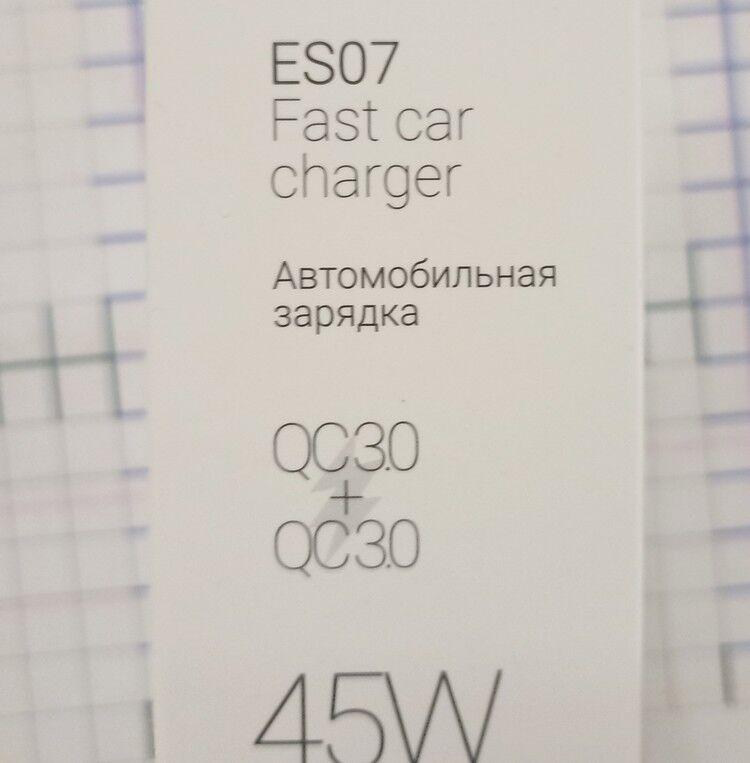 ES07
Fast car
charger
Автомобильная
зарядка
QC3.0
+
QC3.0
45W